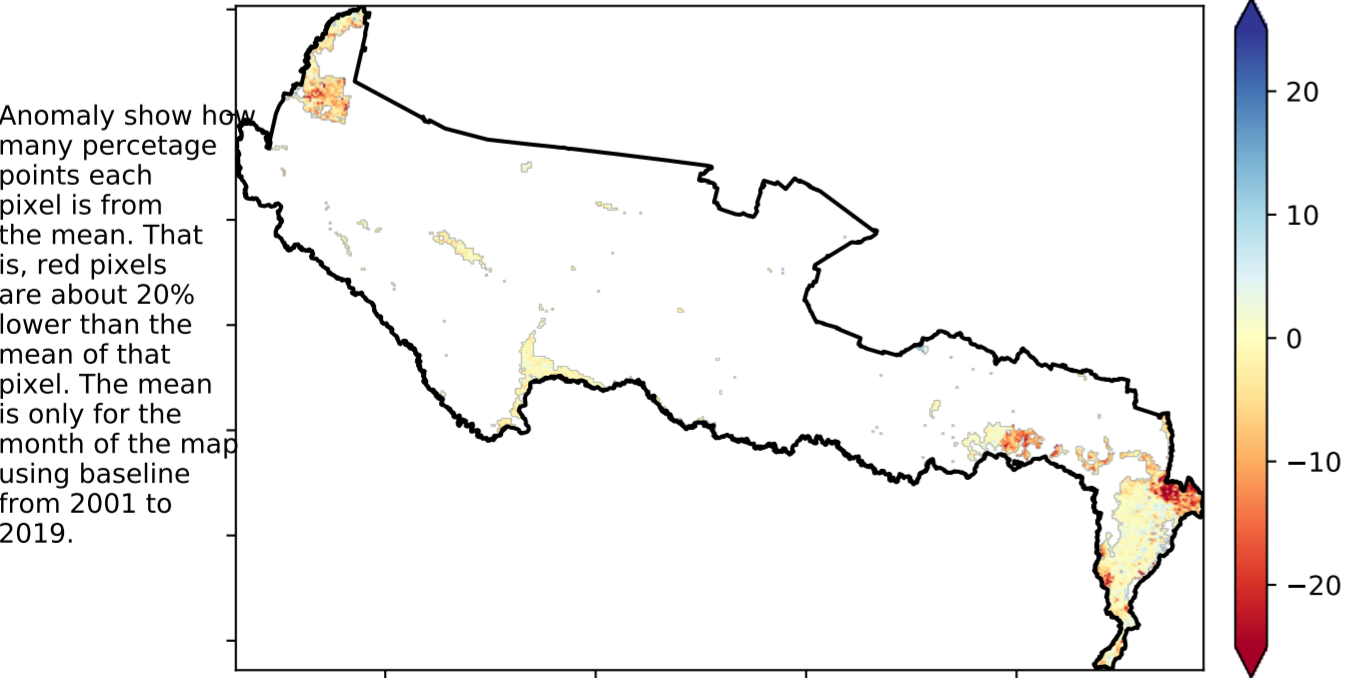 Anomaly show how
many percetage
points each
pixel is from
the mean. That
is, red pixels
are about 20%
lower than the
mean of that
pixel. The mean
is only for the
month of the map
using baseline
from 2001 to
2019.
20
10
0
−10
−20